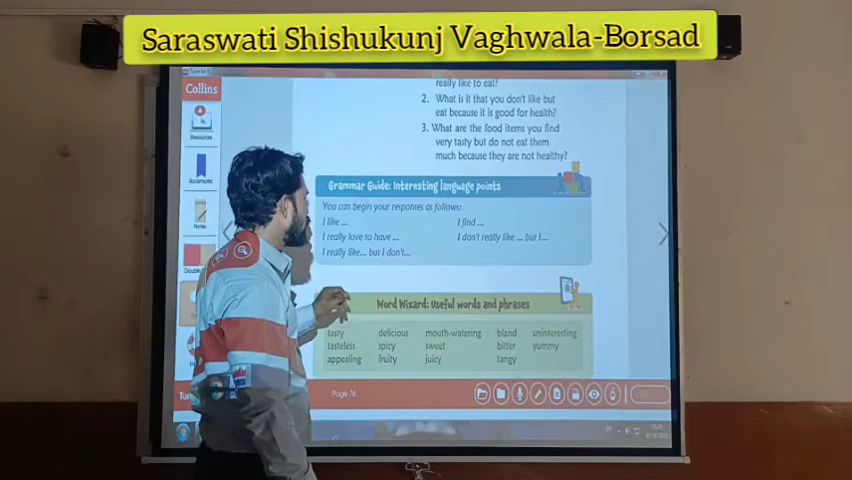 Saraswati Shishukunj Vaghwala-Borsad
Collins
Resources
Bookmarks
Notes
really like to eat?
2. What is it that you don't like but
eat because it is good for health?
3. What are the food items you find
very tasty but do not eat them
much because they are not healthy?
Grammar Guide: Interesting language points
You can begin your responses as follows:
I like ...
I find ...
I really love to have ...
I don't really like ... but I...
I really like... but I don't...
Word Wizard: Useful words and phrases
tasty delicious mouth-watering bland uninteresting
tasteless spicy sweet bitter yummy
appealing fruity juicy tangy
Page 76